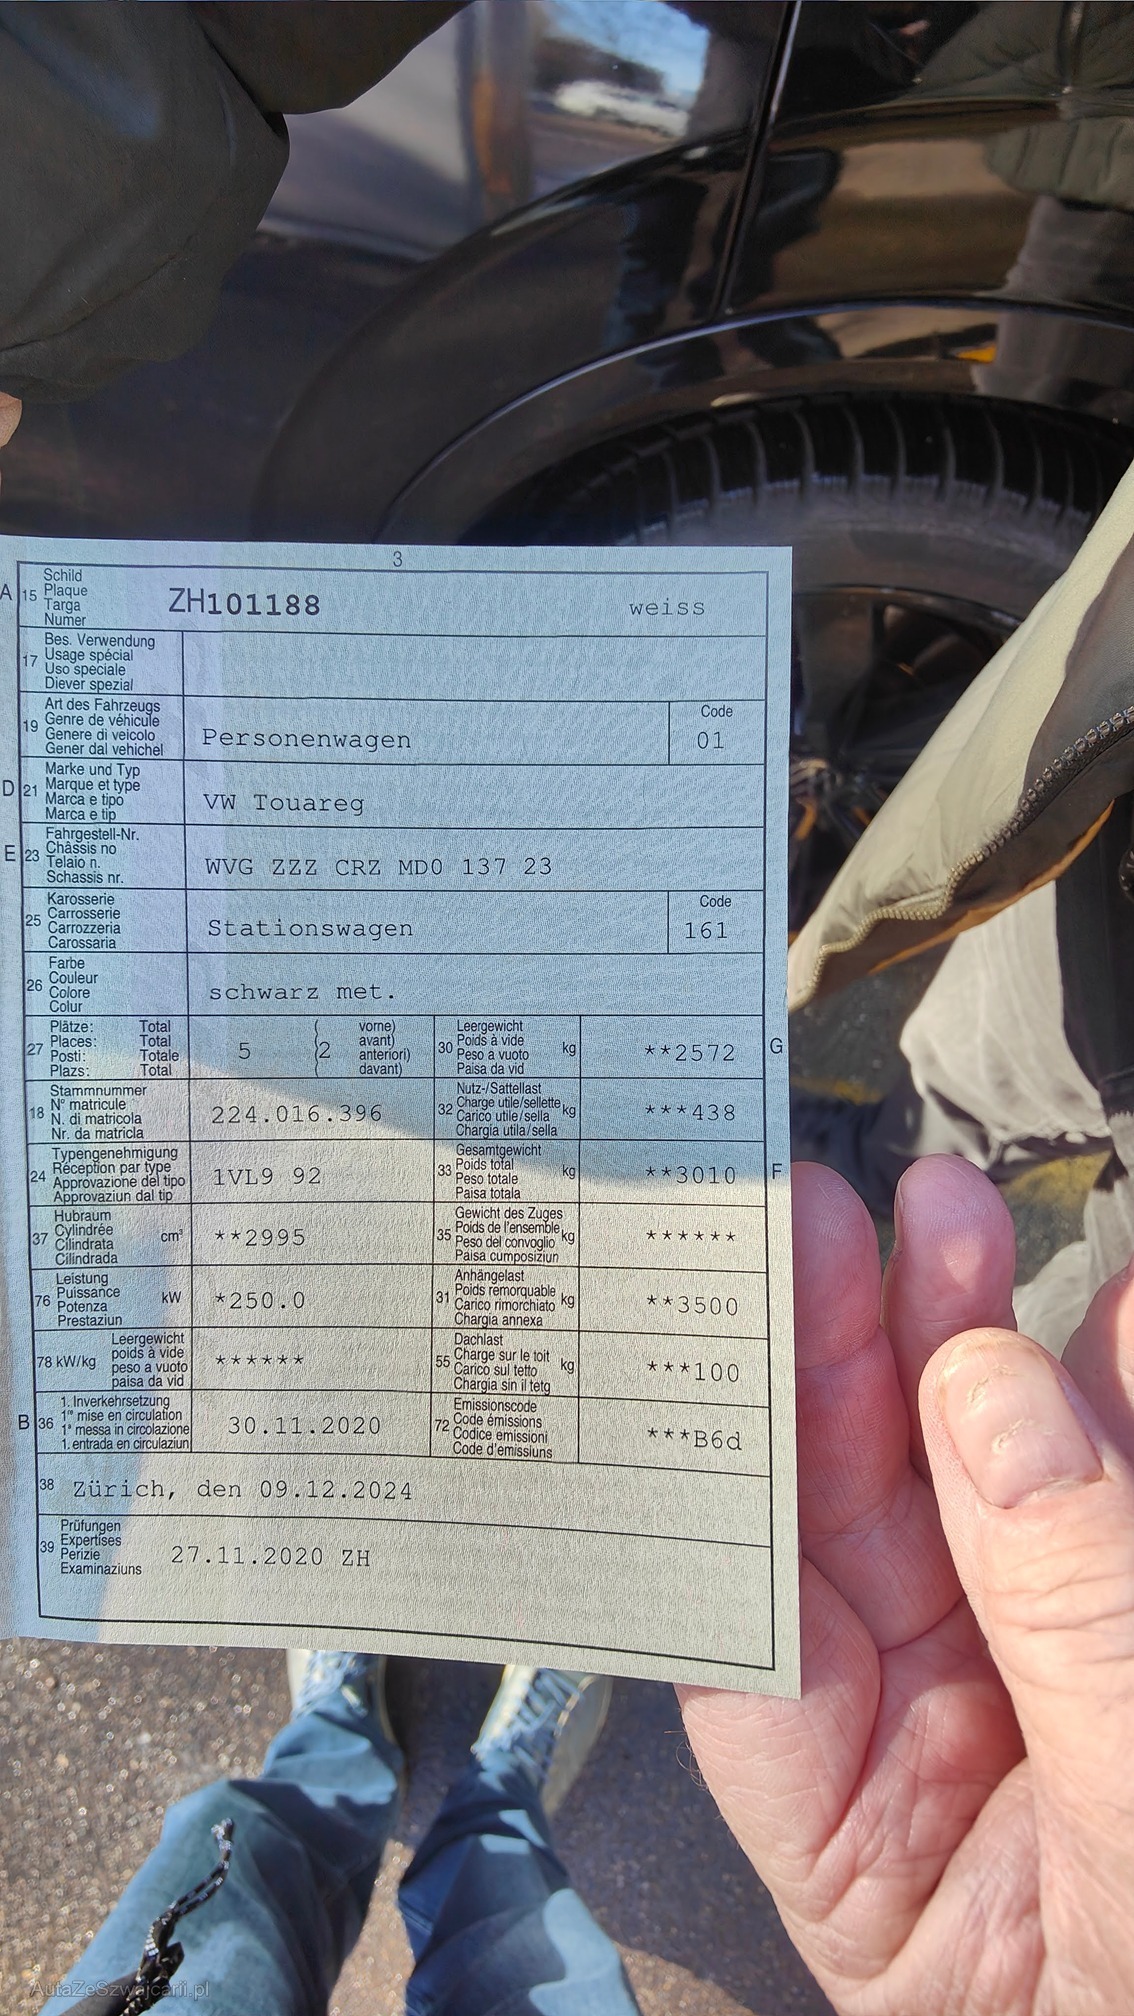 3
A 15 Schild
Plaque
Targa
Numer
ZH101188 weiss
17 Bes. Verwendung
Usage spécial
Uso speciale
Diever spezial
19 Art des Fahrzeugs
Genre de véhicule
Genere di veicolo
Gener dal vehichel
Personenwagen
Code
01
D 21 Marke und Typ
Marque et type
Marca e tipo
Marca e tip
VW Touareg
E 23 Fahrgestell-Nr.
Châssis no
Telaio n.
Schassis nr.
WVG ZZZ CRZ MD0 137 23
25 Karosserie
Carrosserie
Carrozzeria
Carossaria
Stationswagen
Code
161
26 Farbe
Couleur
Colore
Colur
schwarz met.
27 Plätze: Total
Places: Total
Posti: Totale
Plazs: Total
5 (2 vorne)
avant)
anteriori)
davant)
30 Leergewicht
Poids à vide
Peso a vuoto
Paisa da vid
kg
**2572
G
18 Stammnummer
N° matricule
N. di matricola
Nr. da matricla
224.016.396
32 Nutz-/Sattellast
Charge utile/sellette
Carico utile/sella
Chargia utila/sella
kg
***438
24 Typengenehmigung
Réception par type
Approvazione del tipo
Approvaziun dal tip
1VL9 92
33 Gesamtgewicht
Poids total
Peso totale
Paisa totala
kg
**3010
F
37 Hubraum
Cylindrée
Cilindrata
Cilindrada
cm³
**2995
35 Gewicht des Zuges
Poids de l'ensemble
Peso del convoglio
Paisa cumposiziun
kg
******
76 Leistung
Puissance
Potenza
Prestaziun
kW
*250.0
31 Anhängelast
Poids remorquable
Carico rimorchiato
Chargia annexa
kg
**3500
78 kW/kg
Leergewicht
poids à vide
peso a vuoto
paisa da vid
******
55 Dachlast
Charge sur le toit
Carico sul tetto
Chargia sin il tetg
kg
***100
B 36 1. Inverkehrsetzung
1re mise en circulation
1a messa in circolazione
1. entrada en circulaziun
30.11.2020
72 Emissionscode
Code émissions
Codice emissioni
Code d'emissiuns
***B6d
38 Zürich, den 09.12.2024
39 Prüfungen
Expertises
Perizie
Examinaziuns
27.11.2020 ZH
AutaZeSzwajcarii.pl